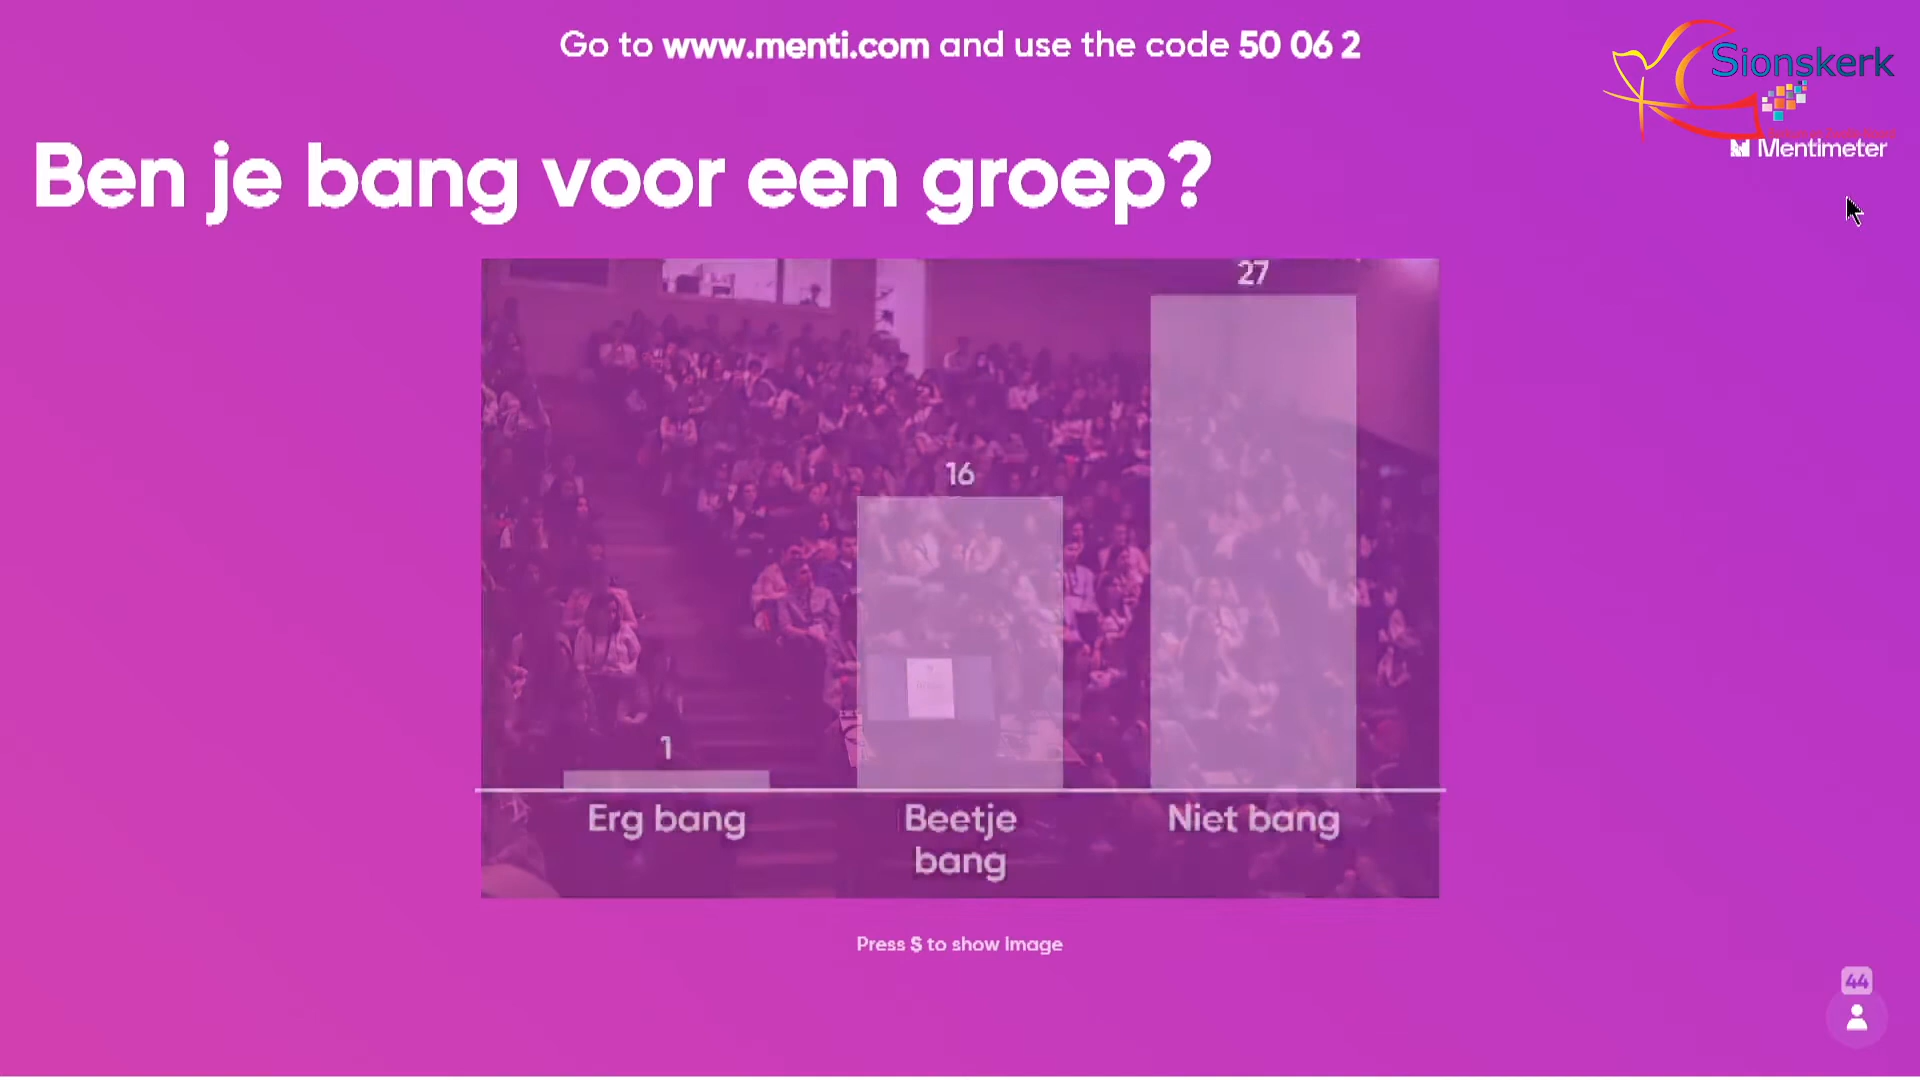 Go to www.menti.com and use the code 50 06 2
Sionskerk
Mentimeter
Ben je bang voor een groep?
27
16
1
Erg bang
Beetje
bang
Niet bang
Press S to show image
44